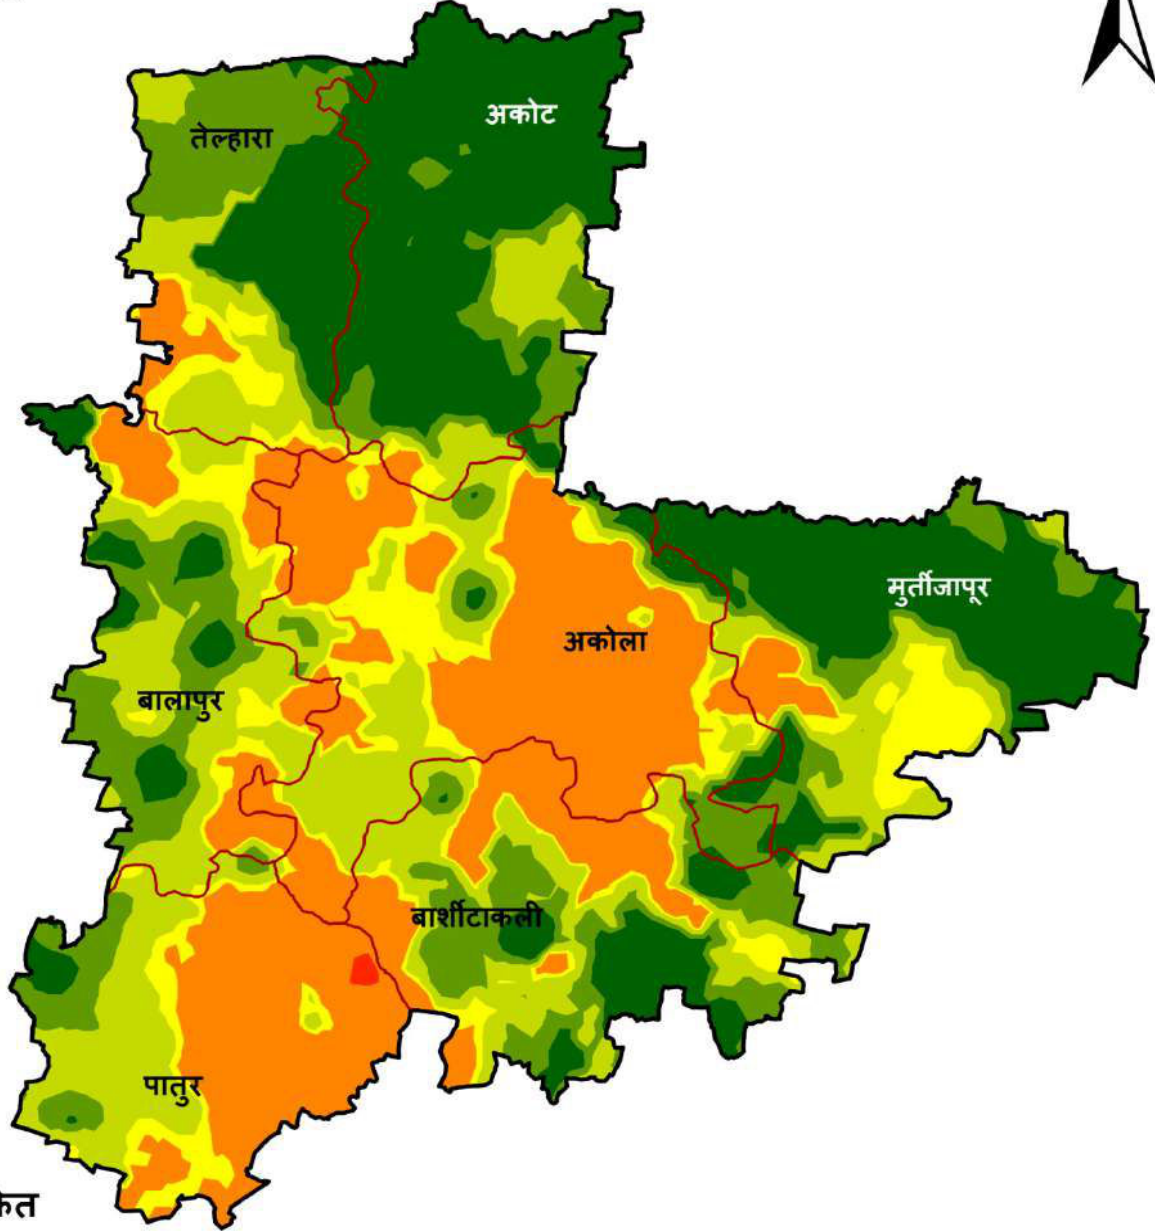 अकोट
तेल्हारा
मुर्तीजापूर
अकोला
बालापुर
बार्शीटाकली
पातुर